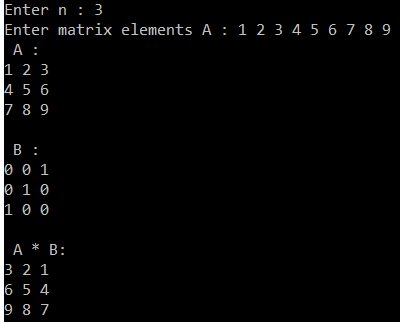 Enter n : 3
Enter matrix elements A : 1 2 3 4 5 6 7 8 9
A :
1 2 3
4 5 6
7 8 9
B :
0 0 1
0 1 0
1 0 0
A * B:
3 2 1
6 5 4
9 8 7